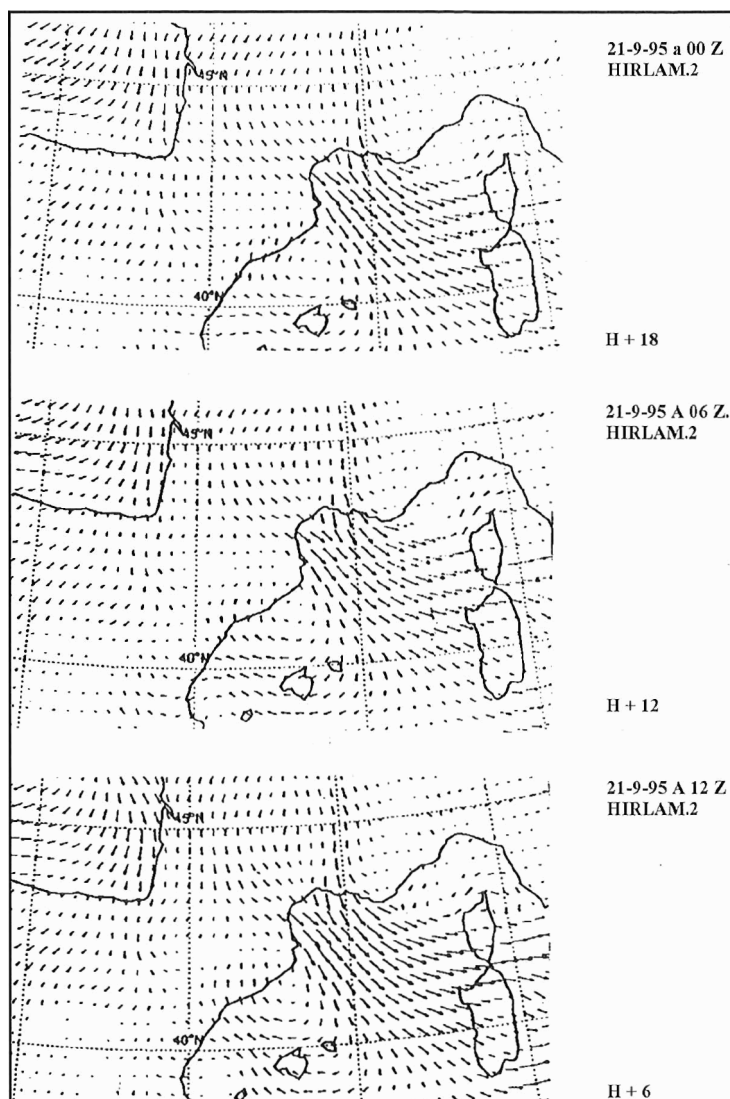 21-9-95 a 00 Z
HIRLAM.2
45°N
40°N
H + 18
21-9-95 A 06 Z.
HIRLAM.2
45°N
40°N
H + 12
21-9-95 A 12 Z
HIRLAM.2
45°N
40°N
H + 6